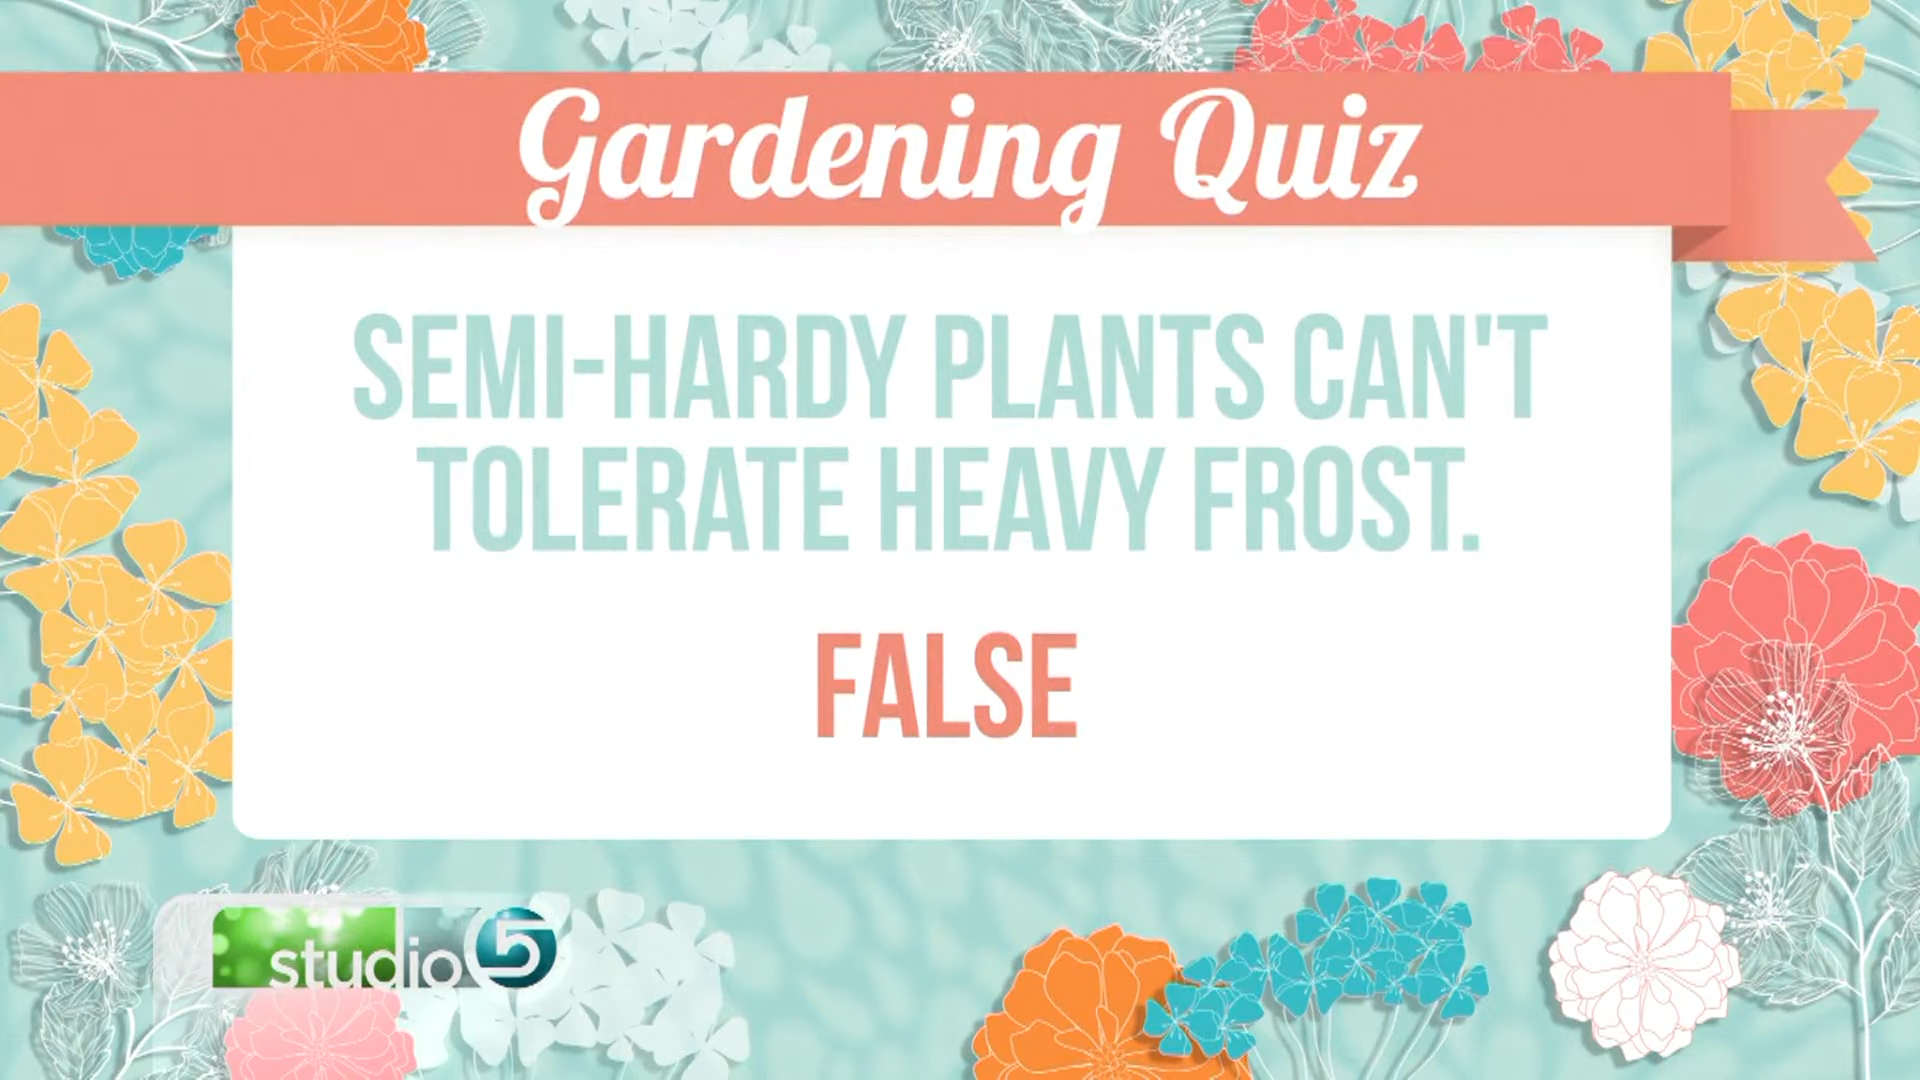 Gardening Quiz
SEMI-HARDY PLANTS CAN'T
TOLERATE HEAVY FROST.
FALSE
studio 5